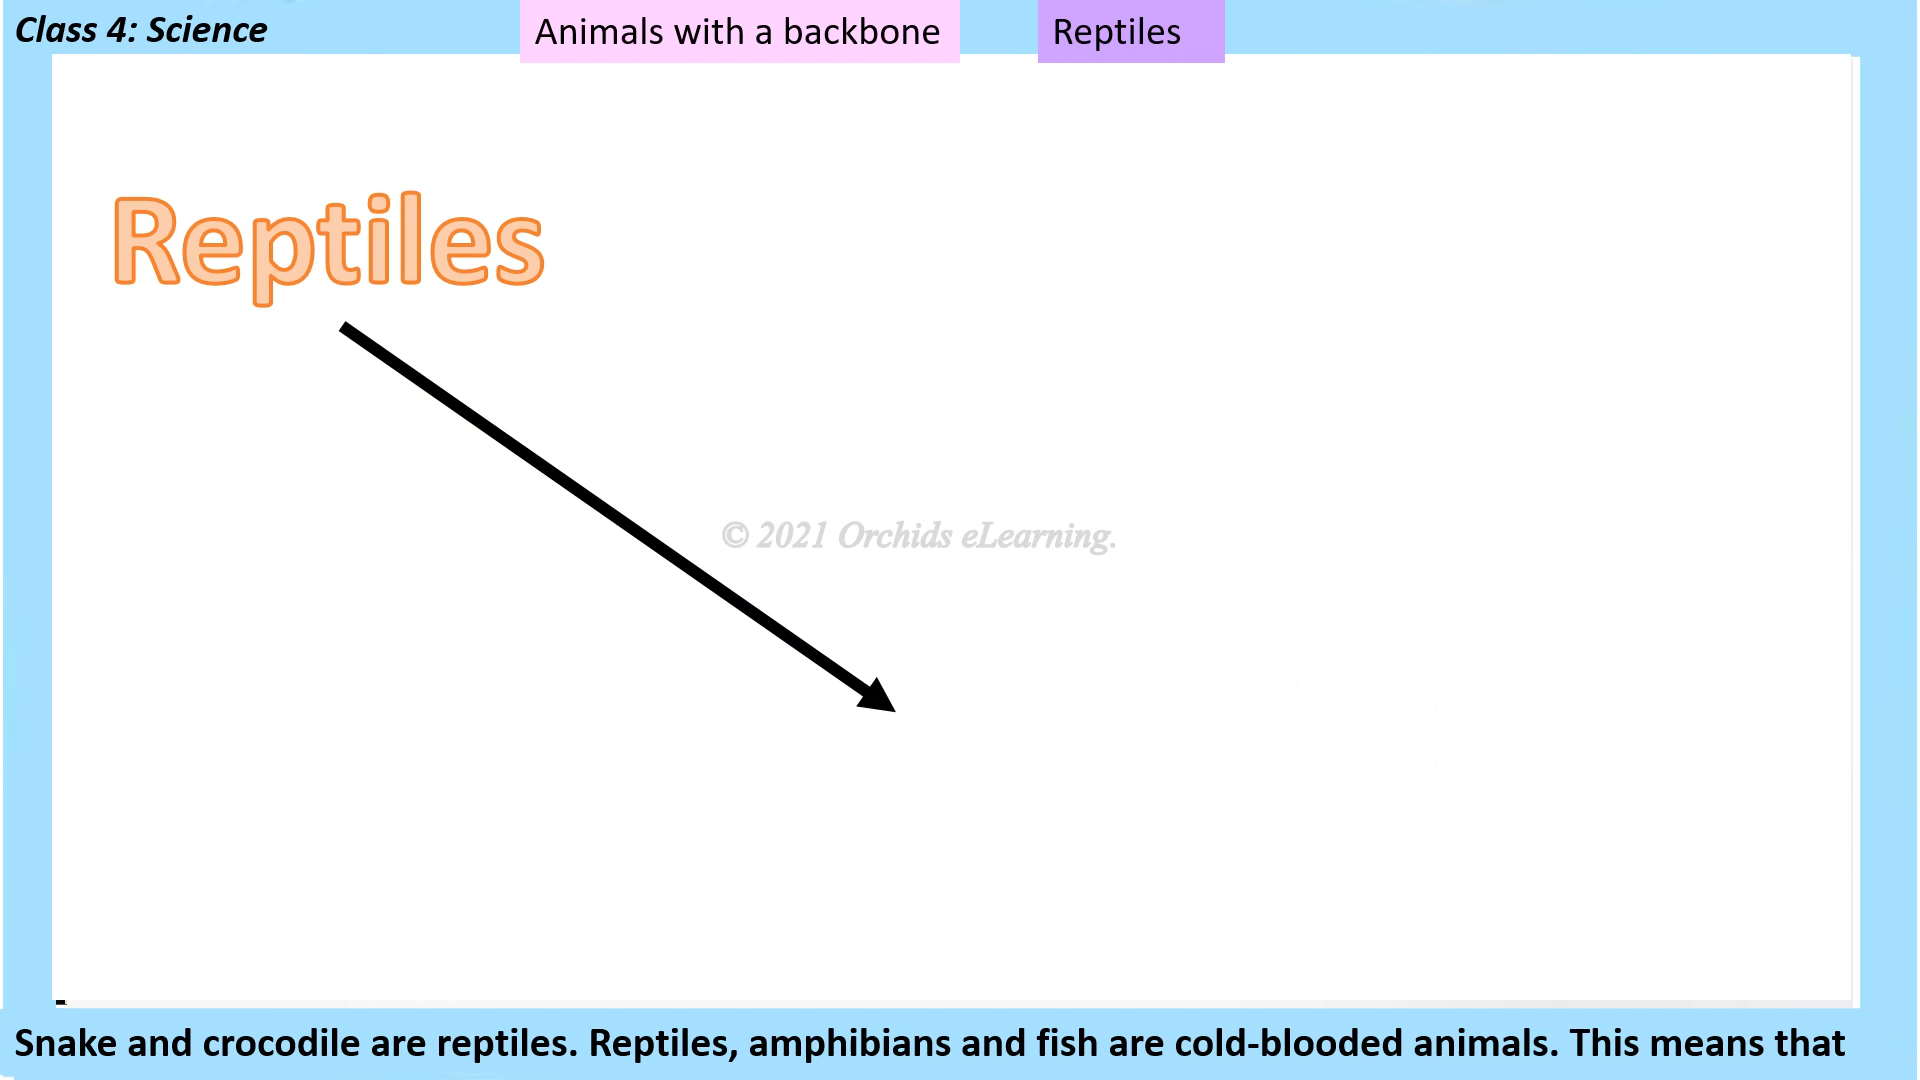 Class 4: Science
Animals with a backbone
Reptiles
Reptiles
© 2021 Orchids eLearning.
Snake and crocodile are reptiles. Reptiles, amphibians and fish are cold-blooded animals. This means that